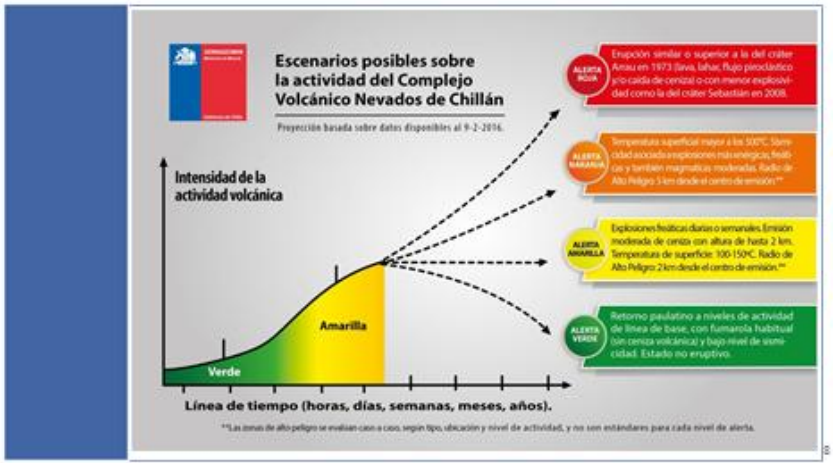 SERNAGEOMIN
Escenarios posibles sobre
la actividad del Complejo
Volcánico Nevados de Chillán
Proyección basada sobre datos disponibles al 9-2-2016.
Intensidad de la
actividad volcánica
Verde
Amarilla
Línea de tiempo (horas, días, semanas, meses, años).
ALERTA
ROJA
Erupción similar o superior a la del cráter
Arrau en 1973 (lava, lahar, flujo piroclástico
y/o caída de ceniza) o con menor explosivi-
dad como la del cráter Sebastián en 2008.
ALERTA
NARANJA
Temperatura superficial mayor a los 500ºC. Sismi-
cidad asociada a explosiones más enérgicas, freáti-
cas y también magmaticas moderadas. Radio de
Alto Peligro: 5 km desde el centro de emisión.**
ALERTA
AMARILLA
Explosiones freáticas diarias o semanales. Emisión
moderada de ceniza con altura de hasta 2 km.
Temperatura de superficie: 100-150ºC. Radio de
Alto Peligro: 2 km desde el centro de emisión.**
ALERTA
VERDE
Retorno paulatino a niveles de actividad
de línea de base, con fumarola habitual
(sin ceniza volcánica) y bajo nivel de sismi-
cidad. Estado no eruptivo.
**Las zonas de alto peligro se evalúan caso a caso, según tipo, ubicación y nivel de actividad, y no son estándares para cada nivel de alerta.
8